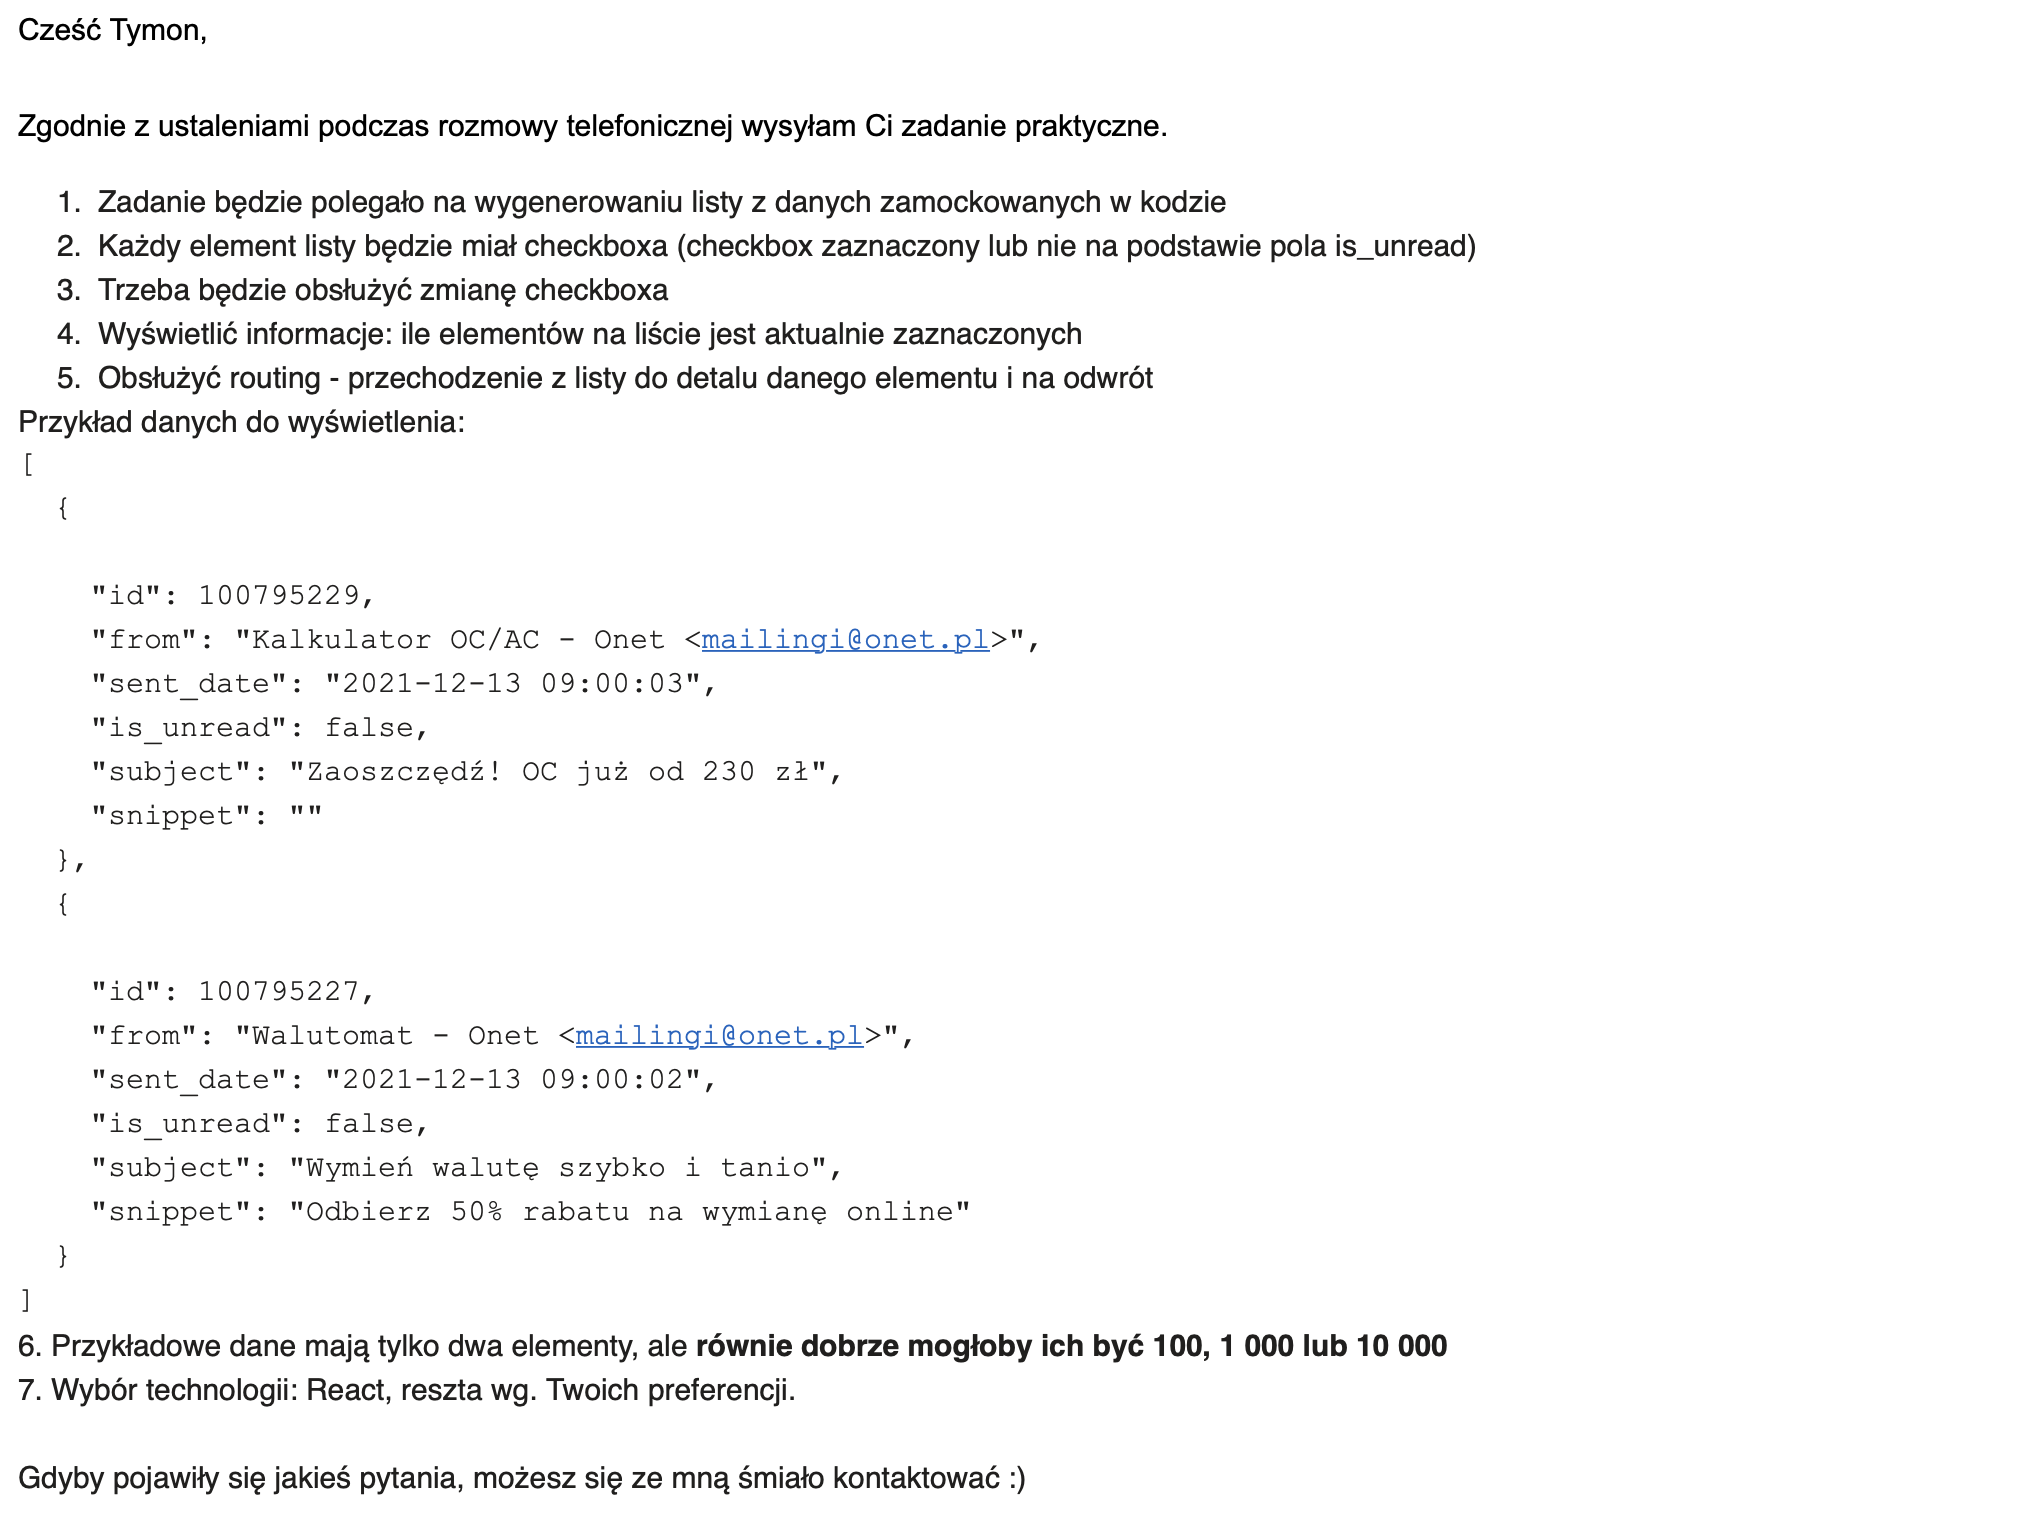 Cześć Tymon,
Zgodnie z ustaleniami podczas rozmowy telefonicznej wysyłam Ci zadanie praktyczne.
1. Zadanie będzie polegało na wygenerowaniu listy z danych zamockowanych w kodzie
2. Każdy element listy będzie miał checkboxa (checkbox zaznaczony lub nie na podstawie pola is_unread)
3. Trzeba będzie obsłużyć zmianę checkboxa
4. Wyświetlić informacje: ile elementów na liście jest aktualnie zaznaczonych
5. Obsłużyć routing - przechodzenie z listy do detalu danego elementu i na odwrót
Przykład danych do wyświetlenia:
[
{
"id": 100795229,
"from": "Kalkulator OC/AC - Onet <mailingi@onet.pl>",
"sent_date": "2021-12-13 09:00:03",
"is_unread": false,
"subject": "Zaoszczędź! OC już od 230 zł",
"snippet": ""
},
{
"id": 100795227,
"from": "Walutomat - Onet <mailingi@onet.pl>",
"sent_date": "2021-12-13 09:00:02",
"is_unread": false,
"subject": "Wymień walutę szybko i tanio",
"snippet": "Odbierz 50% rabatu na wymianę online"
}
]
6. Przykładowe dane mają tylko dwa elementy, ale równie dobrze mogłoby ich być 100, 1 000 lub 10 000
7. Wybór technologii: React, reszta wg. Twoich preferencji.
Gdyby pojawiły się jakieś pytania, możesz się ze mną śmiało kontaktować :)